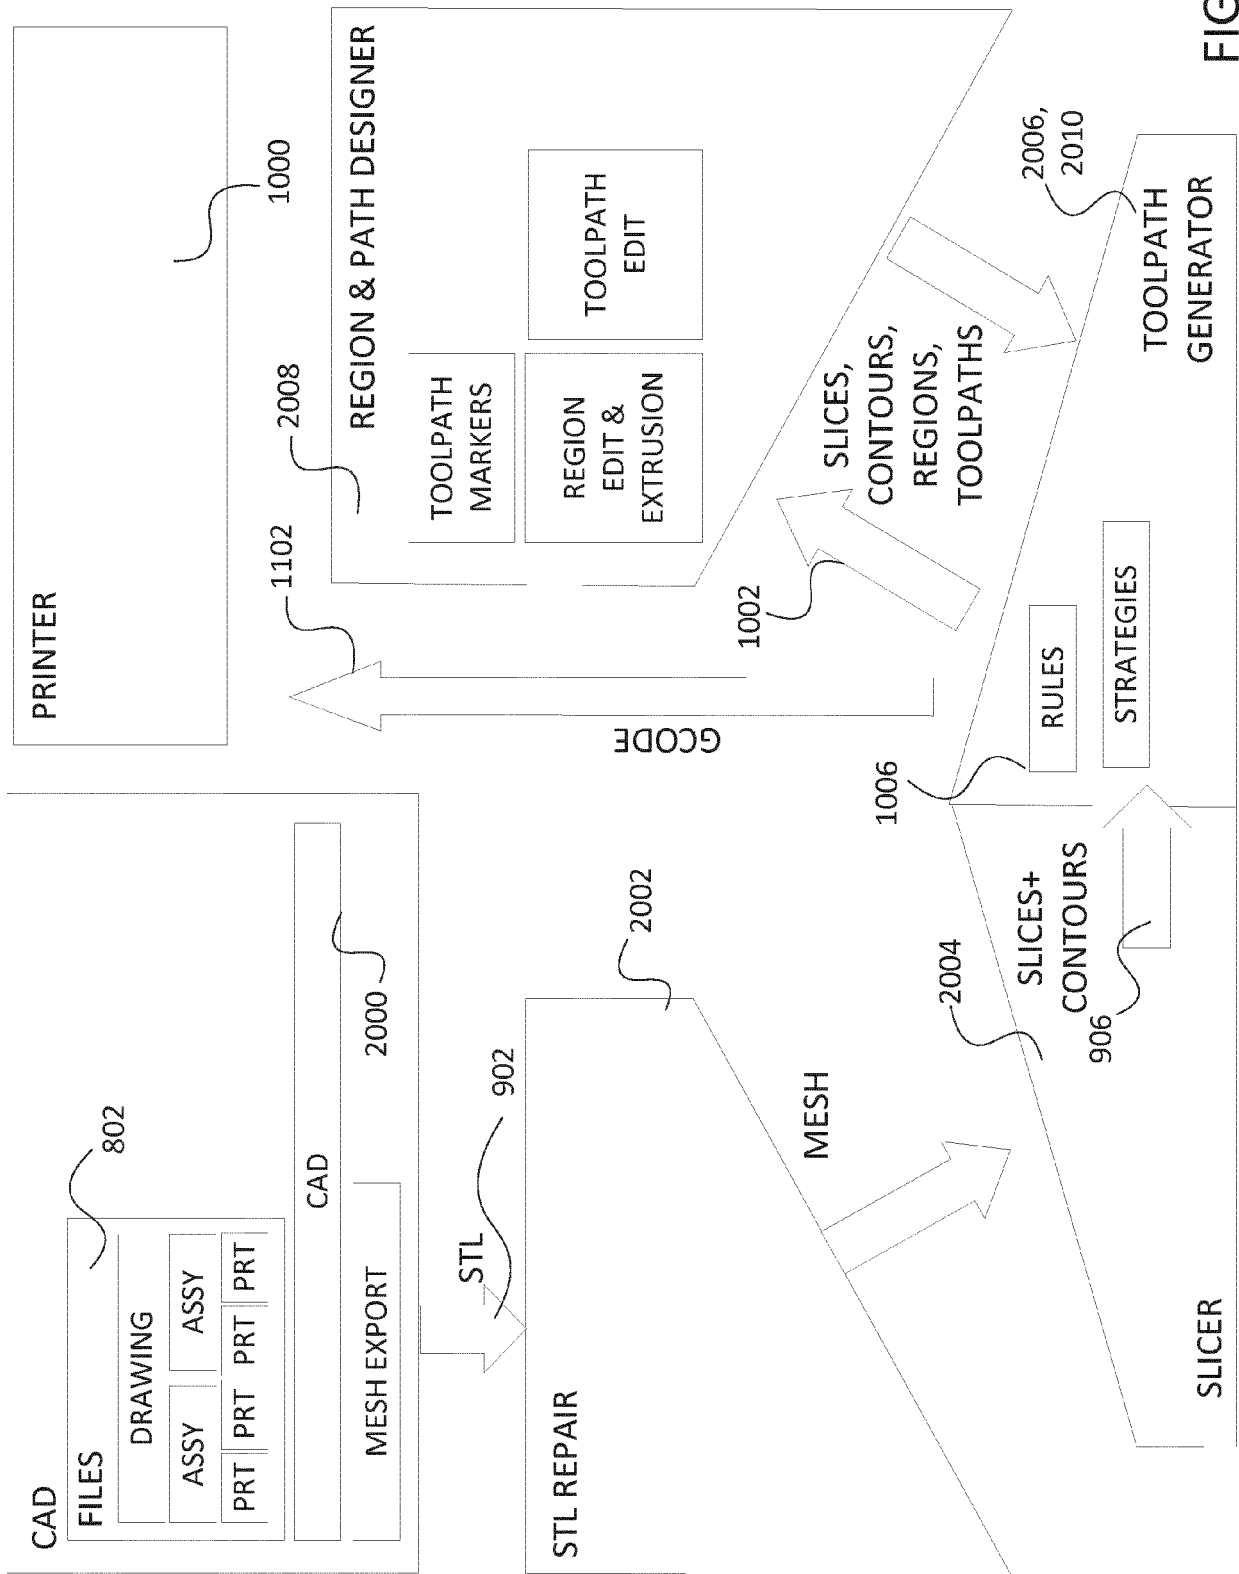 CAD
FILES
802
DRAWING
ASSY
ASSY
PRT
PRT
PRT
PRT
CAD
2000
MESH EXPORT
STL
902
STL REPAIR
2002
MESH
SLICER
2004
SLICES+
CONTOURS
906
PRINTER
1000
1102
GCODE
2008
REGION & PATH DESIGNER
TOOLPATH
MARKERS
REGION
EDIT &
EXTRUSION
TOOLPATH
EDIT
1002
SLICES,
CONTOURS,
REGIONS,
TOOLPATHS
2006,
2010
TOOLPATH
GENERATOR
1006
RULES
STRATEGIES
FIG